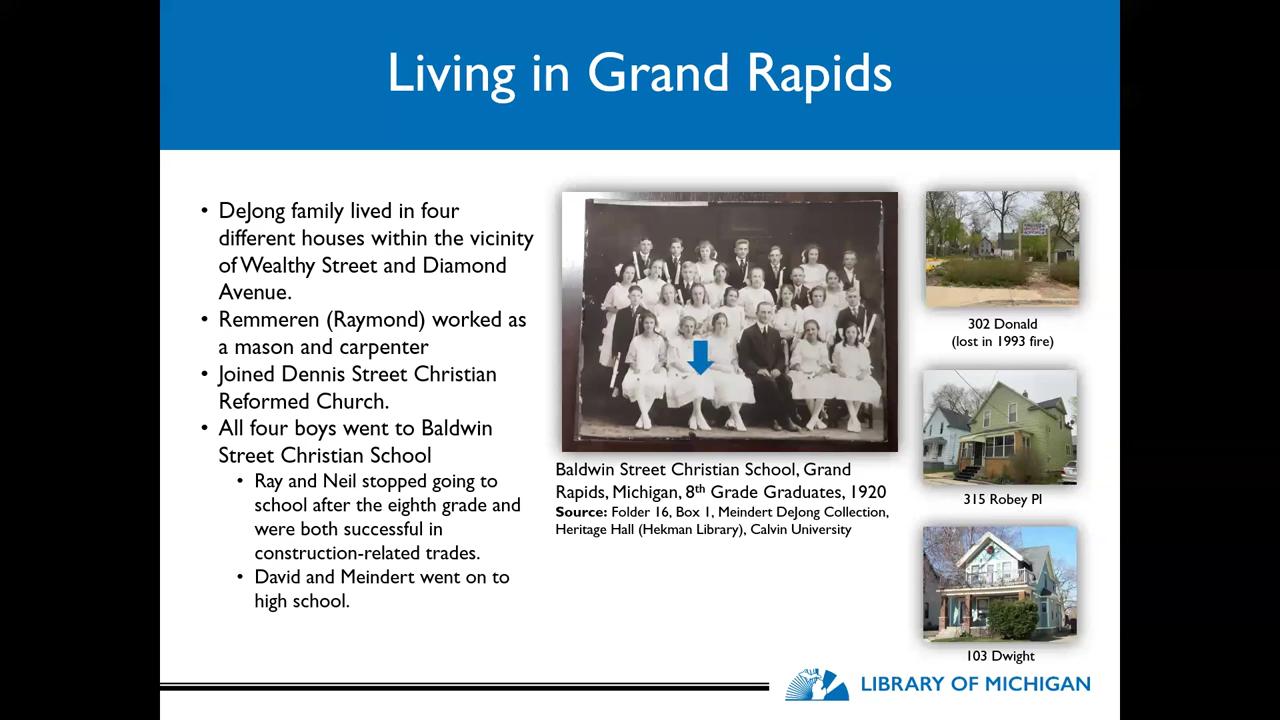 Living in Grand Rapids
• DeJong family lived in four
different houses within the vicinity
of Wealthy Street and Diamond
Avenue.
• Remmeren (Raymond) worked as
a mason and carpenter
• Joined Dennis Street Christian
Reformed Church.
• All four boys went to Baldwin
Street Christian School
• Ray and Neil stopped going to
school after the eighth grade and
were both successful in
construction-related trades.
• David and Meindert went on to
high school.
Baldwin Street Christian School, Grand
Rapids, Michigan, 8th Grade Graduates, 1920
Source: Folder 16, Box 1, Meindert DeJong Collection,
Heritage Hall (Hekman Library), Calvin University
302 Donald
(lost in 1993 fire)
315 Robey Pl
103 Dwight
LIBRARY OF MICHIGAN